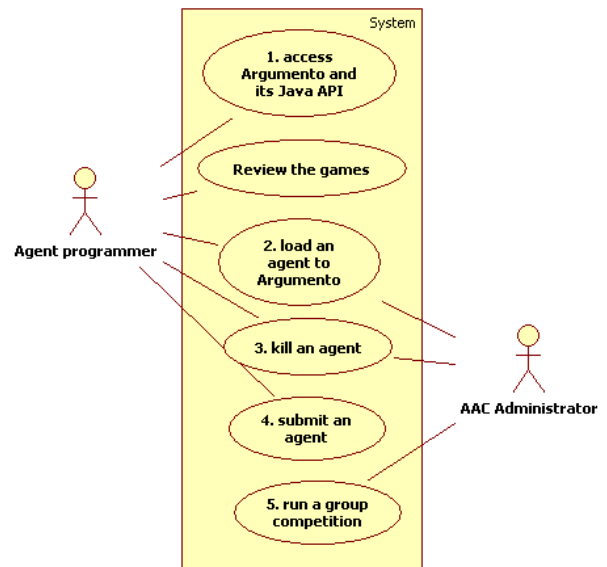 System
1. access
Argumento and
its Java API
Review the games
Agent programmer
2. load an
agent to
Argumento
3. kill an agent
AAC Administrator
4. submit an
agent
5. run a group
competition